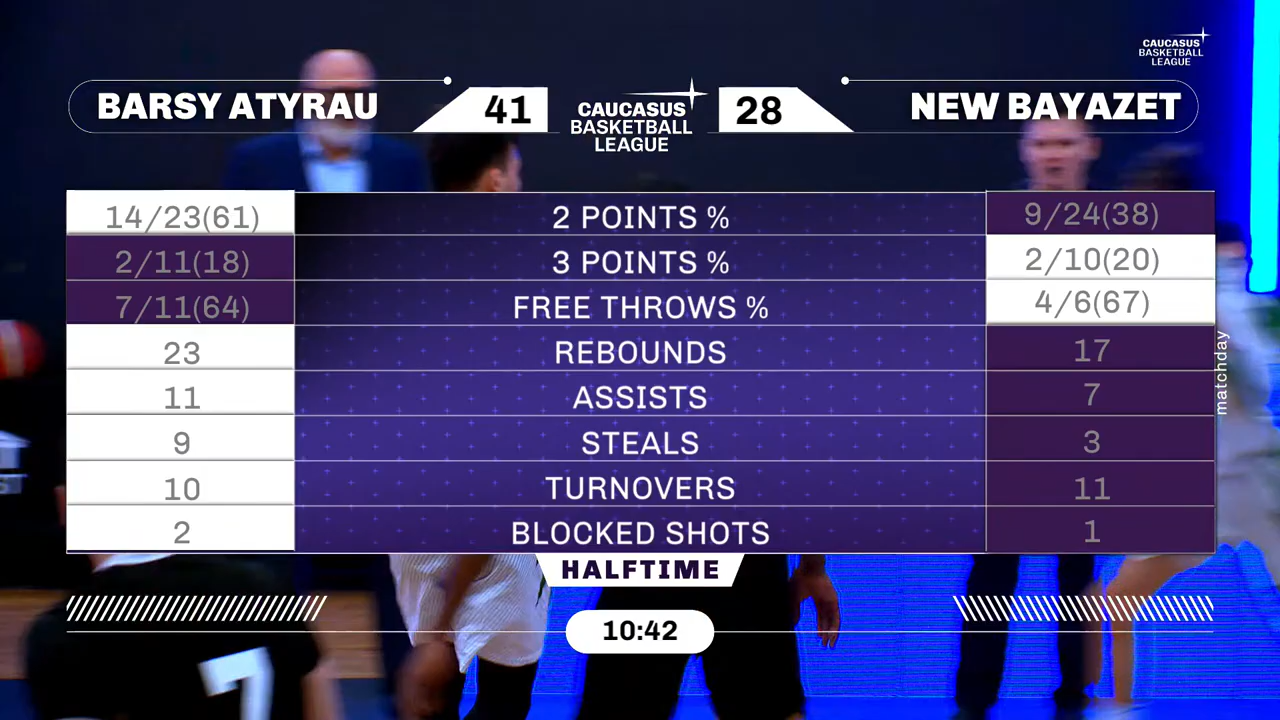 CAUCASUS
BASKETBALL
LEAGUE
BARSY ATYRAU
41
CAUCASUS
BASKETBALL
LEAGUE
28
NEW BAYAZET
14/23(61) 2 POINTS % 9/24(38)
2/11(18) 3 POINTS % 2/10(20)
7/11(64) FREE THROWS % 4/6(67)
23 REBOUNDS 17
11 ASSISTS 7
9 STEALS 3
10 TURNOVERS 11
2 BLOCKED SHOTS 1
matchday
HALFTIME
10:42
7